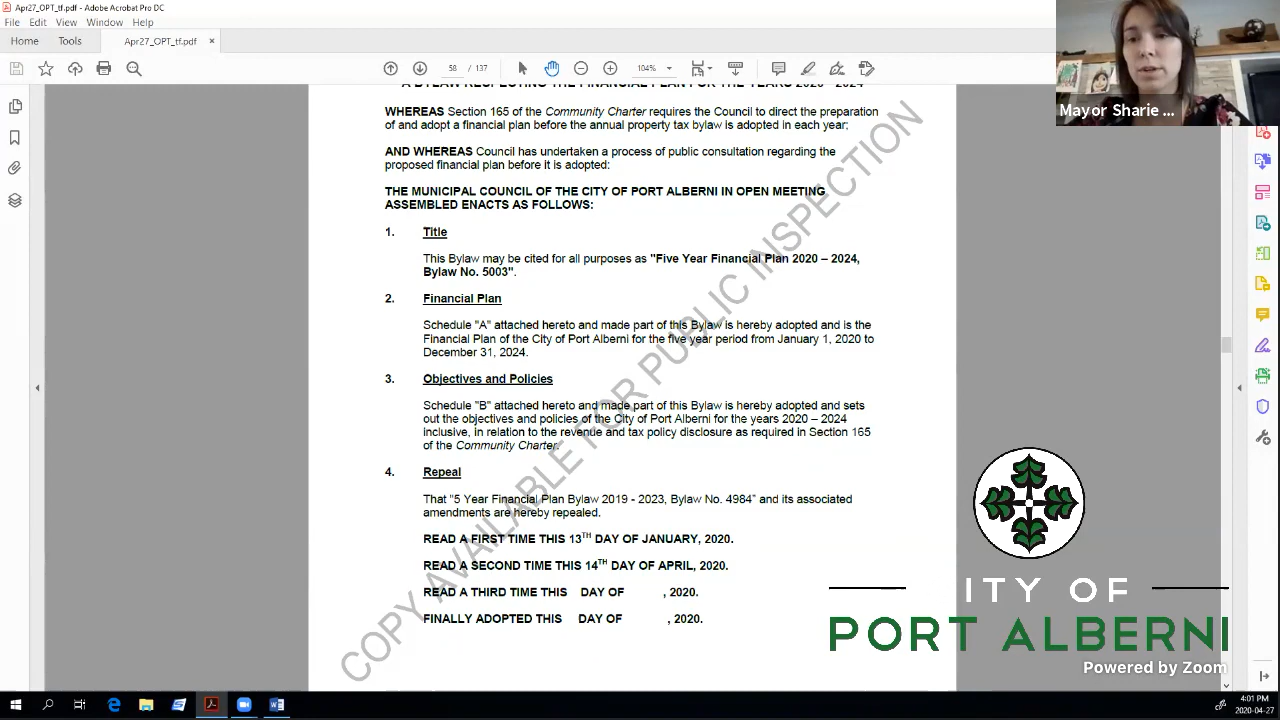 Apr27_OPT_tf.pdf - Adobe Acrobat Pro DC
File Edit View Window Help
Home Tools Apr27_OPT_tf.pdf ×
58 / 137 104%
Mayor Sharie ...
A BYLAW RESPECTING THE FINANCIAL PLAN FOR THE YEARS 2020 – 2024
WHEREAS Section 165 of the Community Charter requires the Council to direct the preparation
of and adopt a financial plan before the annual property tax bylaw is adopted in each year;
AND WHEREAS Council has undertaken a process of public consultation regarding the
proposed financial plan before it is adopted:
THE MUNICIPAL COUNCIL OF THE CITY OF PORT ALBERNI IN OPEN MEETING
ASSEMBLED ENACTS AS FOLLOWS:
1. Title
This Bylaw may be cited for all purposes as "Five Year Financial Plan 2020 – 2024,
Bylaw No. 5003".
2. Financial Plan
Schedule "A" attached hereto and made part of this Bylaw is hereby adopted and is the
Financial Plan of the City of Port Alberni for the five year period from January 1, 2020 to
December 31, 2024.
3. Objectives and Policies
Schedule "B" attached hereto and made part of this Bylaw is hereby adopted and sets
out the objectives and policies of the City of Port Alberni for the years 2020 – 2024
inclusive, in relation to the revenue and tax policy disclosure as required in Section 165
of the Community Charter.
4. Repeal
That "5 Year Financial Plan Bylaw 2019 - 2023, Bylaw No. 4984" and its associated
amendments are hereby repealed.
READ A FIRST TIME THIS 13TH DAY OF JANUARY, 2020.
READ A SECOND TIME THIS 14TH DAY OF APRIL, 2020.
READ A THIRD TIME THIS DAY OF , 2020.
FINALLY ADOPTED THIS DAY OF , 2020.
COPY AVAILABLE FOR PUBLIC INSPECTION
ITY OF
PORT ALBERNI
Powered by Zoom
4:01 PM
2020-04-27